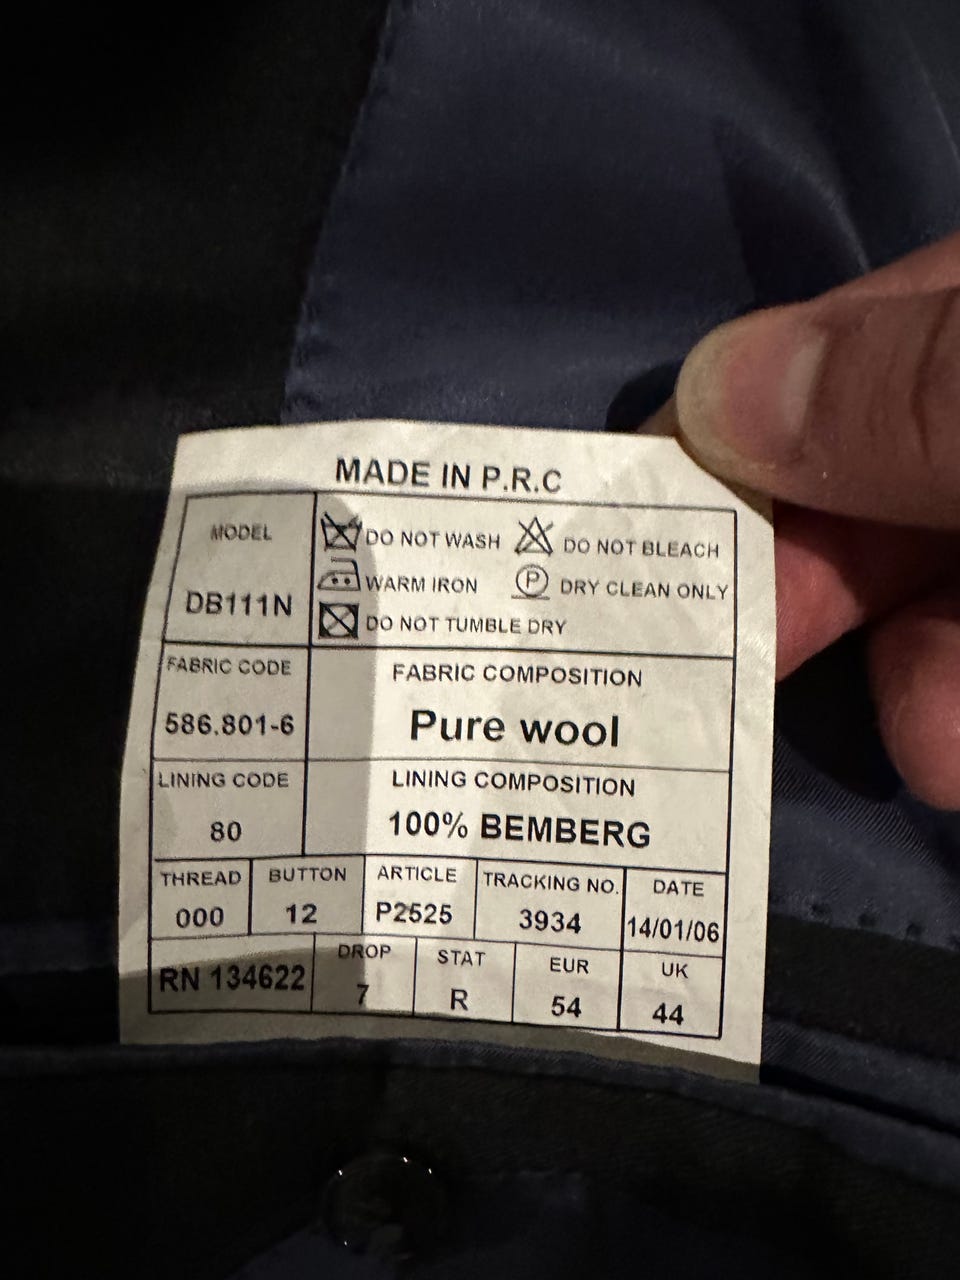 MADE IN P.R.C
MODEL
DB111N
DO NOT WASH DO NOT BLEACH
WARM IRON P DRY CLEAN ONLY
DO NOT TUMBLE DRY
FABRIC CODE
586.801-6
FABRIC COMPOSITION
Pure wool
LINING CODE
80
LINING COMPOSITION
100% BEMBERG
THREAD BUTTON ARTICLE TRACKING NO. DATE
000 12 P2525 3934 14/01/06
RN 134622
DROP STAT EUR UK
7 R 54 44